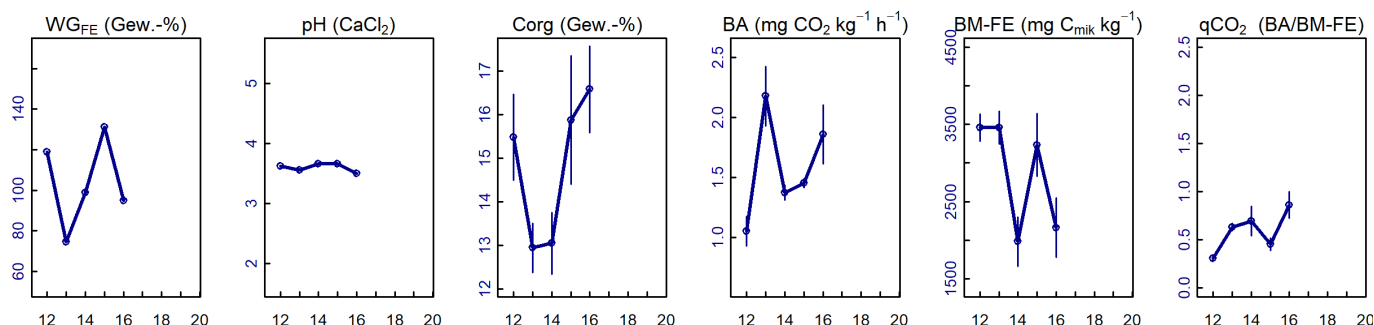 WG_FE (Gew.-%)
60 80 100 140
12 14 16 18 20
pH (CaCl₂)
2 3 4 5
12 14 16 18 20
Corg (Gew.-%)
12 13 14 15 16 17
12 14 16 18 20
BA (mg CO₂ kg⁻¹ h⁻¹)
1.0 1.5 2.0 2.5
12 14 16 18 20
BM-FE (mg C_mik kg⁻¹)
1500 2500 3500 4500
12 14 16 18 20
qCO₂ (BA/BM-FE)
0.0 0.5 1.0 1.5 2.0 2.5
12 14 16 18 20